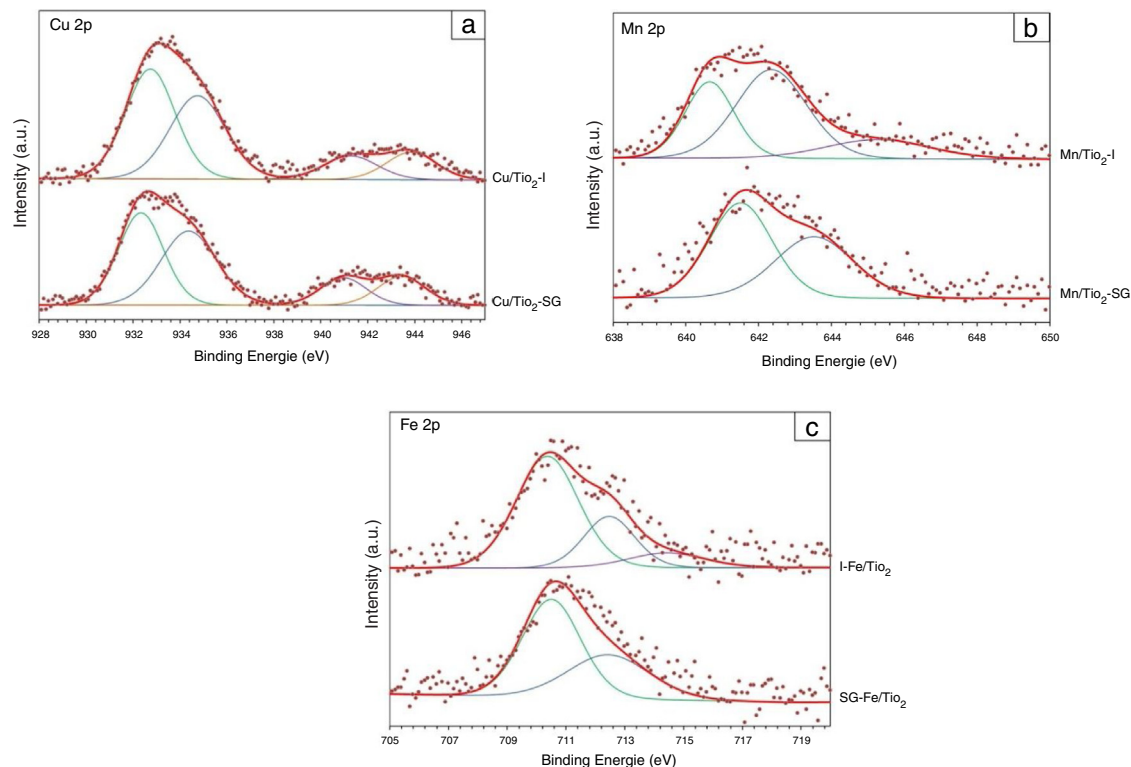 Cu 2p
a
Intensity (a.u.)
Cu/Tio2-I
Cu/Tio2-SG
928 930 932 934 936 938 940 942 944 946
Binding Energie (eV)
Mn 2p
b
Intensity (a.u.)
Mn/Tio2-I
Mn/Tio2-SG
638 640 642 644 646 648 650
Binding Energie (eV)
Fe 2p
c
Intensity (a.u.)
I-Fe/Tio2
SG-Fe/Tio2
705 707 709 711 713 715 717 719
Binding Energie (eV)